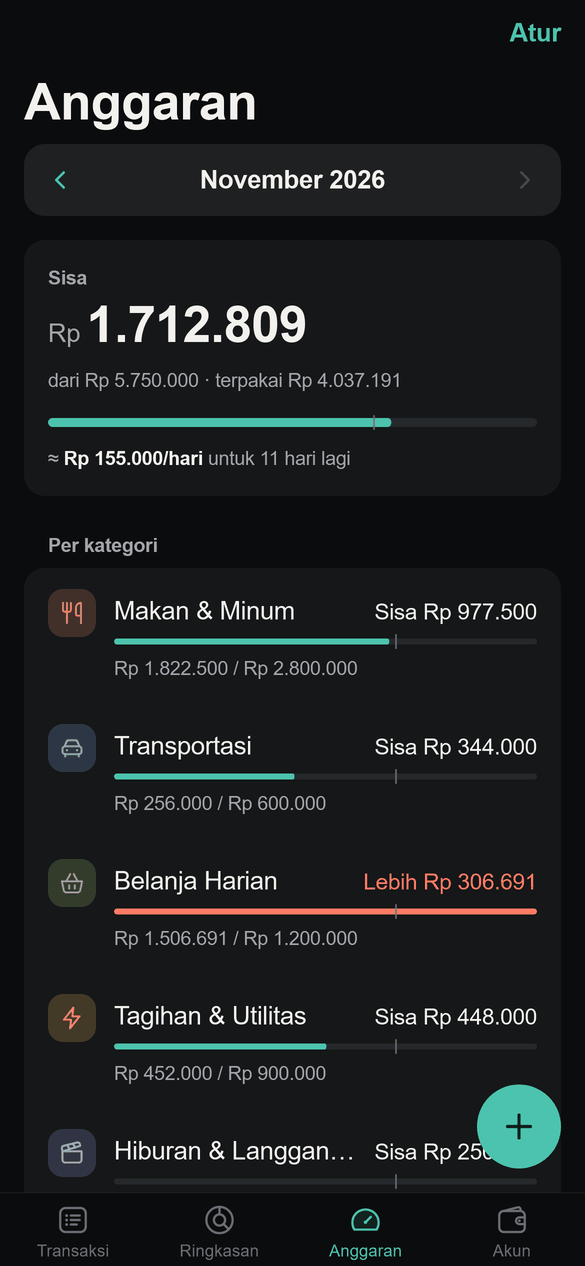 Atur
Anggaran
November 2026
Sisa
Rp 1.712.809
dari Rp 5.750.000 · terpakai Rp 4.037.191
≈ Rp 155.000/hari untuk 11 hari lagi
Per kategori
Makan & Minum Sisa Rp 977.500
Rp 1.822.500 / Rp 2.800.000
Transportasi Sisa Rp 344.000
Rp 256.000 / Rp 600.000
Belanja Harian Lebih Rp 306.691
Rp 1.506.691 / Rp 1.200.000
Tagihan & Utilitas Sisa Rp 448.000
Rp 452.000 / Rp 900.000
Hiburan & Langgan… Sisa Rp
Transaksi Ringkasan Anggaran Akun